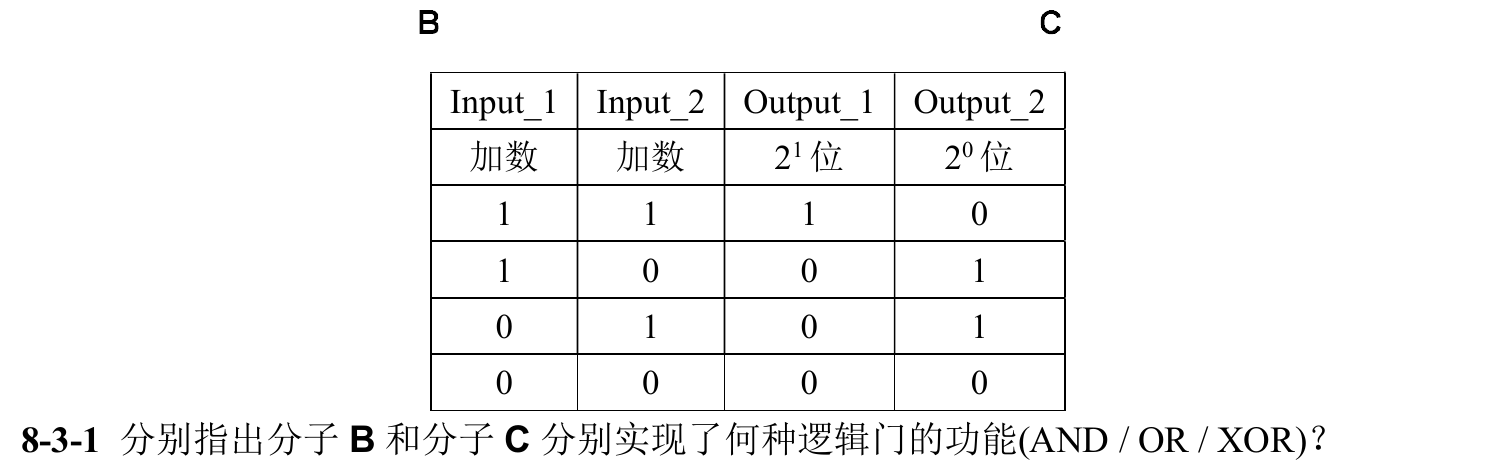 B C
Input_1 Input_2 Output_1 Output_2
加数 加数 2¹ 位 2⁰ 位
1 1 1 0
1 0 0 1
0 1 0 1
0 0 0 0
8-3-1 分别指出分子 B 和分子 C 分别实现了何种逻辑门的功能(AND / OR / XOR)?